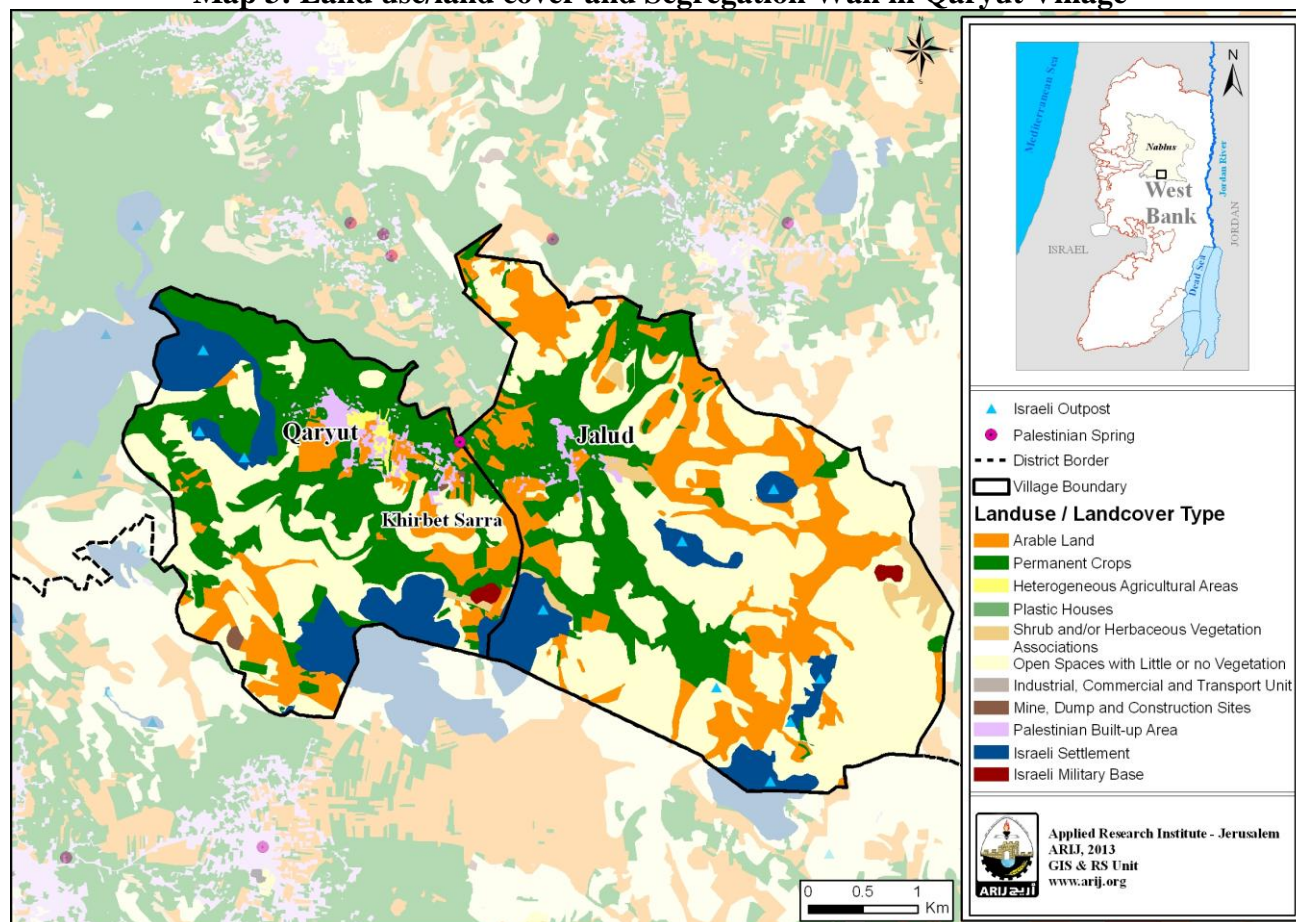 Map 3: Land use/land cover and Segregation Wall in Qaryut Village
N
W
E
S
Qaryut
Jalud
Khirbet Sarra
0 0.5 1
Km
N
Mediterranean Sea
Nablus
West
Bank
Jordan River
ISRAEL
JORDAN
Dead Sea
Israeli Outpost
Palestinian Spring
District Border
Village Boundary
Landuse / Landcover Type
Arable Land
Permanent Crops
Heterogeneous Agricultural Areas
Plastic Houses
Shrub and/or Herbaceous Vegetation
Associations
Open Spaces with Little or no Vegetation
Industrial, Commercial and Transport Unit
Mine, Dump and Construction Sites
Palestinian Built-up Area
Israeli Settlement
Israeli Military Base
ARIJ أريج
Applied Research Institute - Jerusalem
ARIJ, 2013
GIS & RS Unit
www.arij.org